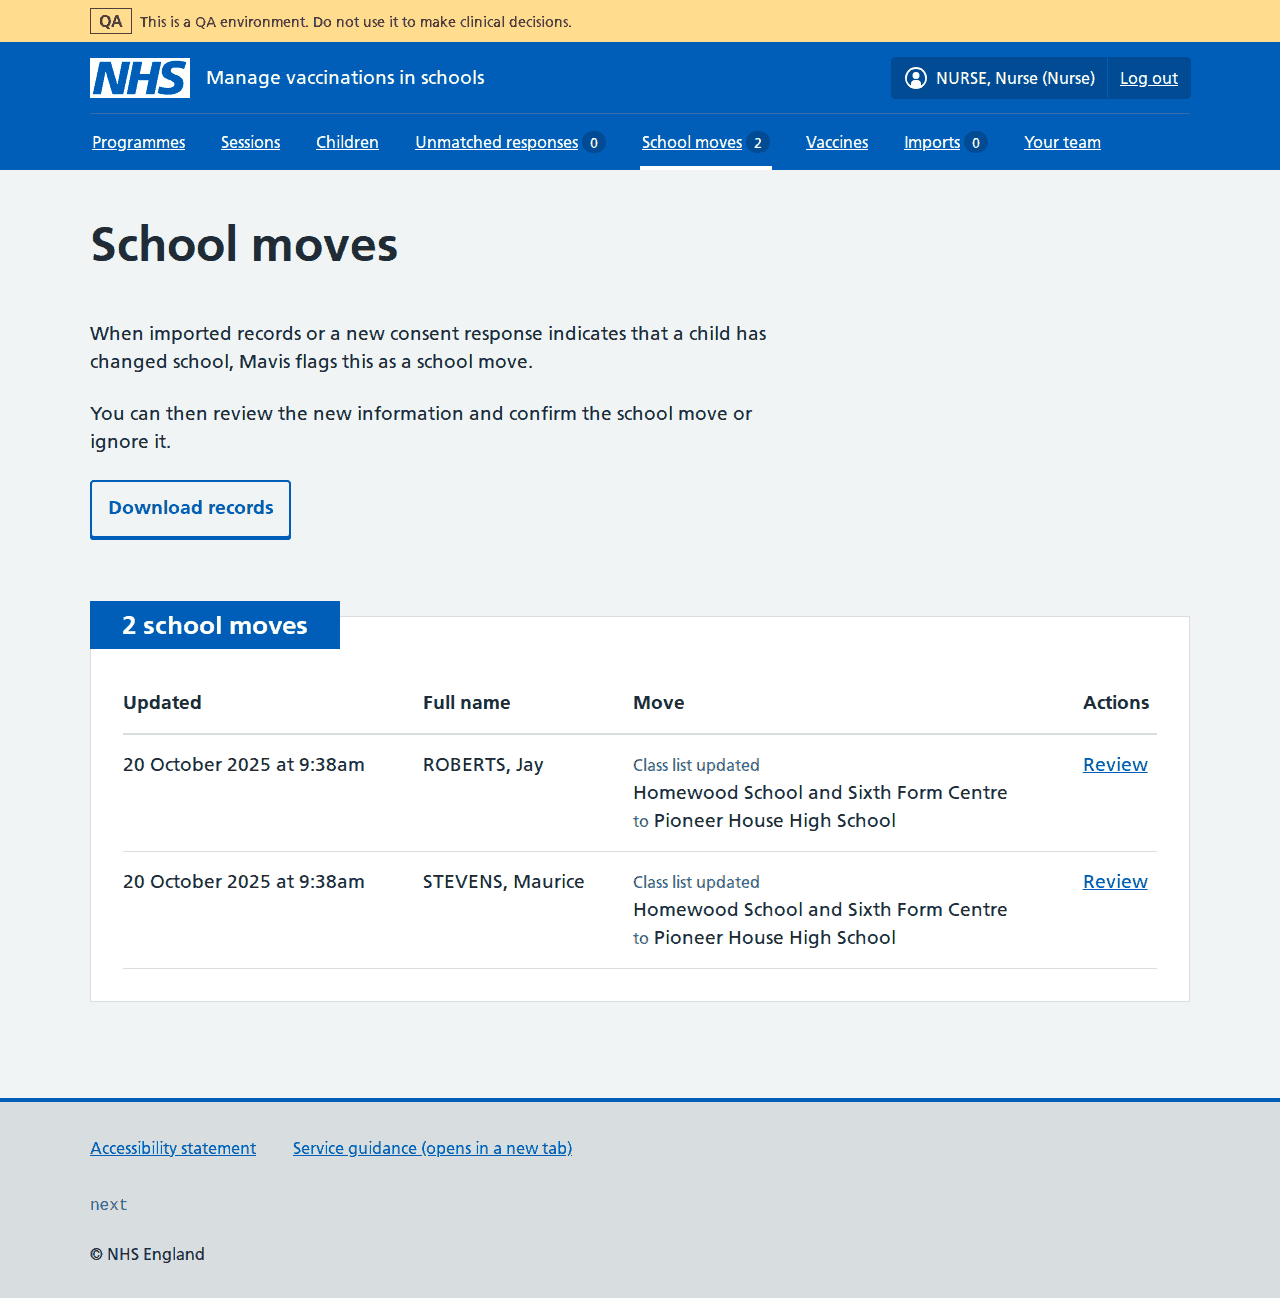 QA This is a QA environment. Do not use it to make clinical decisions.
NHS Manage vaccinations in schools NURSE, Nurse (Nurse) Log out
Programmes Sessions Children Unmatched responses 0 School moves 2 Vaccines Imports 0 Your team
School moves
When imported records or a new consent response indicates that a child has
changed school, Mavis flags this as a school move.
You can then review the new information and confirm the school move or
ignore it.
Download records
2 school moves
Updated Full name Move Actions
20 October 2025 at 9:38am ROBERTS, Jay Class list updated Review
Homewood School and Sixth Form Centre
to Pioneer House High School
20 October 2025 at 9:38am STEVENS, Maurice Class list updated Review
Homewood School and Sixth Form Centre
to Pioneer House High School
Accessibility statement Service guidance (opens in a new tab)
next
© NHS England